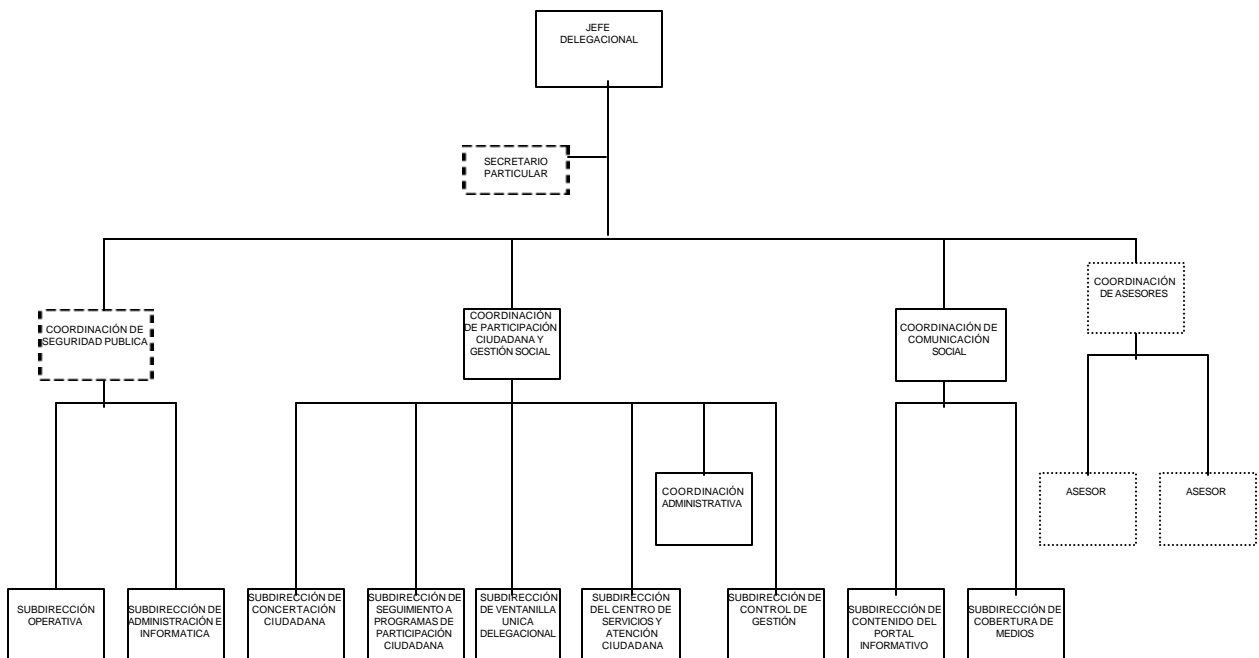 JEFE
DELEGACIONAL
SECRETARIO
PARTICULAR
COORDINACIÓN
DE ASESORES
COORDINACIÓN DE
SEGURIDAD PUBLICA
COORDINACIÓN
DE PARTICIPACIÓN
CIUDADANA Y
GESTIÓN SOCIAL
COORDINACIÓN DE
COMUNICACIÓN
SOCIAL
COORDINACIÓN
ADMINISTRATIVA
ASESOR
ASESOR
SUBDIRECCIÓN
OPERATIVA
SUBDIRECCIÓN DE
ADMINISTRACIÓN E
INFORMATICA
SUBDIRECCIÓN DE
CONCERTACIÓN
CIUDADANA
SUBDIRECCIÓN DE
SEGUIMIENTO A
PROGRAMAS DE
PARTICIPACIÓN
CIUDADANA
SUBDIRECCIÓN
DE VENTANILLA
UNICA
DELEGACIONAL
SUBDIRECCIÓN
DEL CENTRO DE
SERVICIOS Y
ATENCIÓN
CIUDADANA
SUBDIRECCIÓN DE
CONTROL DE
GESTIÓN
SUBDIRECCIÓN DE
CONTENIDO DEL
PORTAL
INFORMATIVO
SUBDIRECCIÓN DE
COBERTURA DE
MEDIOS